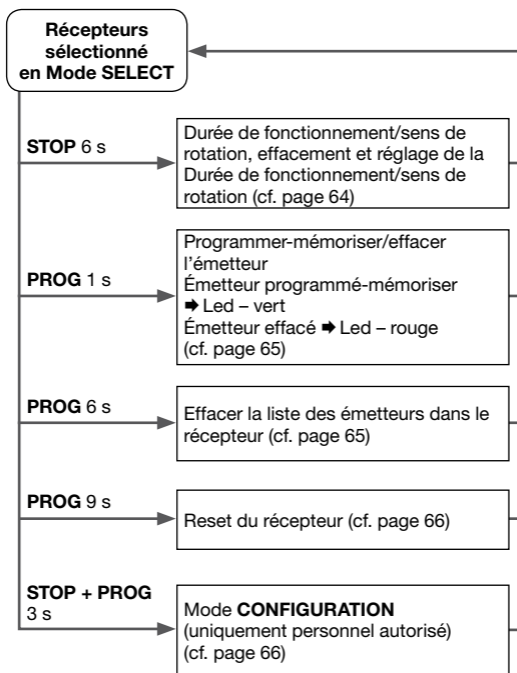 Récepteurs
sélectionné
en Mode SELECT
STOP 6 s
Durée de fonctionnement/sens de
rotation, effacement et réglage de la
Durée de fonctionnement/sens de
rotation (cf. page 64)
PROG 1 s
Programmer-mémoriser/effacer
l’émetteur
Émetteur programmé-mémoriser
➡ Led – vert
Émetteur effacé ➡ Led – rouge
(cf. page 65)
PROG 6 s
Effacer la liste des émetteurs dans le
récepteur (cf. page 65)
PROG 9 s
Reset du récepteur (cf. page 66)
STOP + PROG
3 s
Mode CONFIGURATION
(uniquement personnel autorisé)
(cf. page 66)